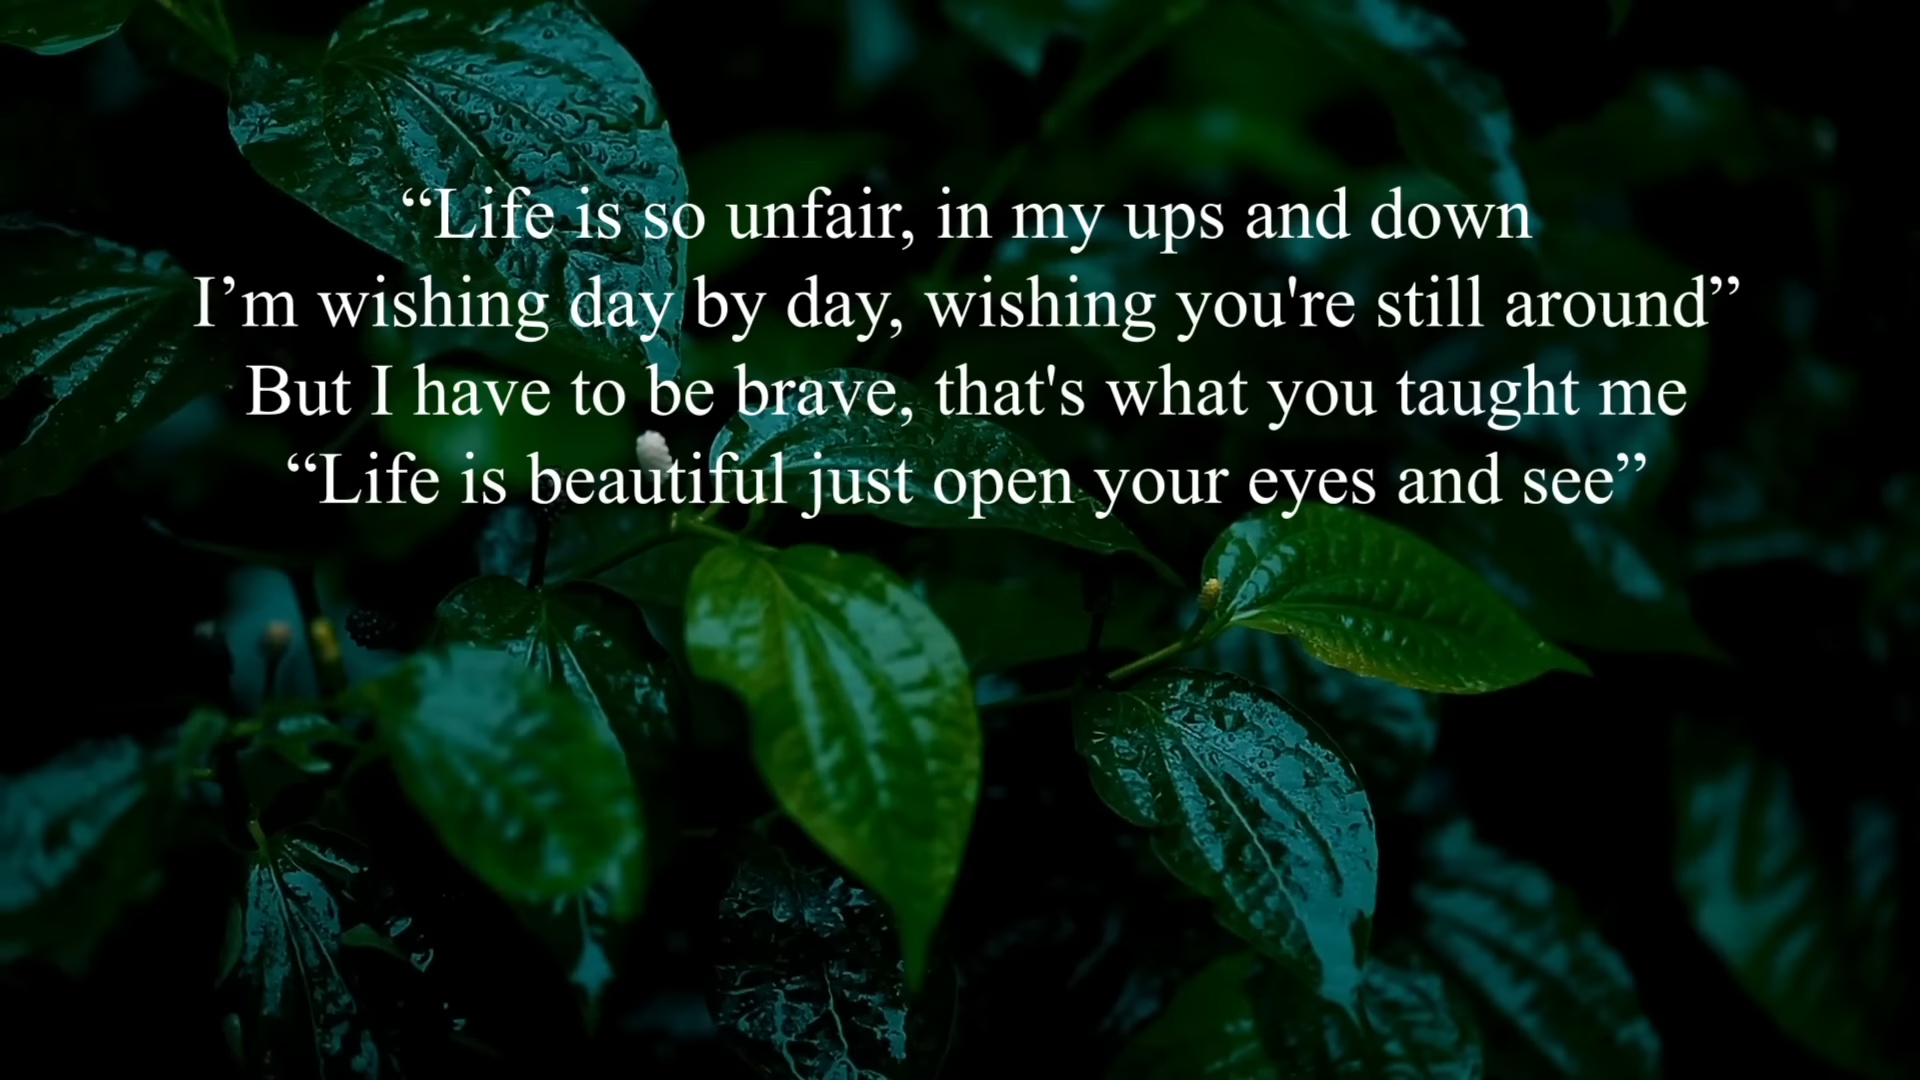 “Life is so unfair, in my ups and down
I’m wishing day by day, wishing you're still around”
But I have to be brave, that's what you taught me
“Life is beautiful just open your eyes and see”